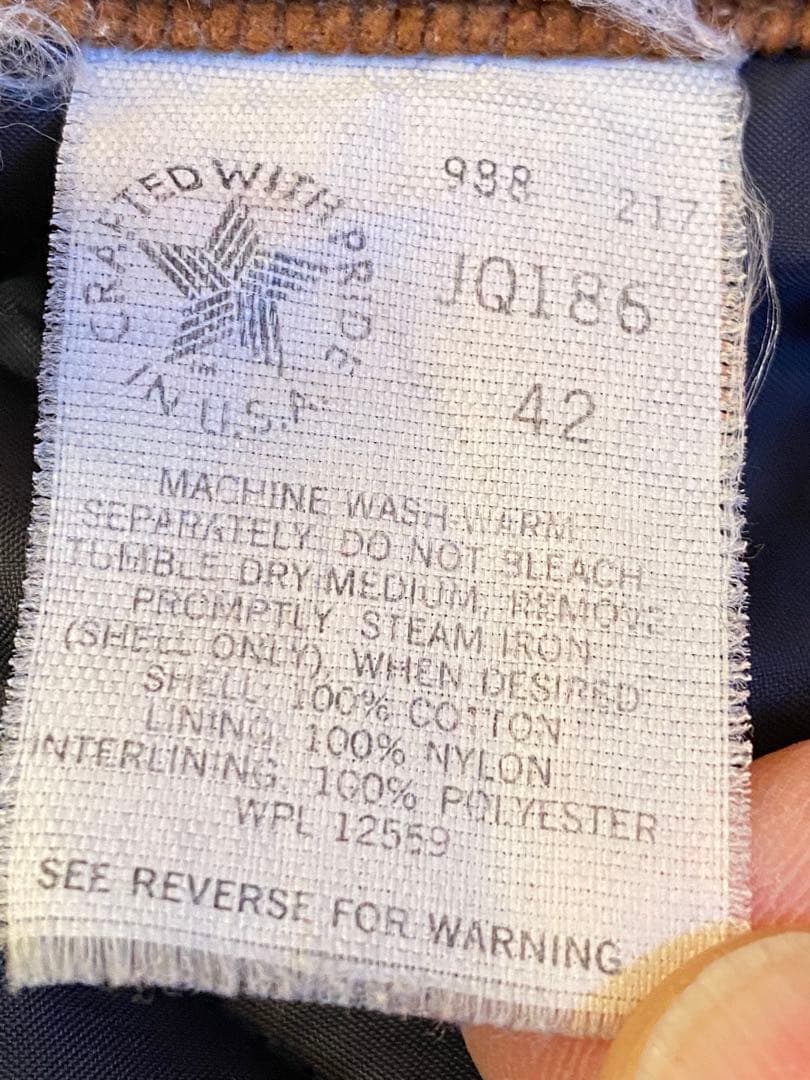 CRAFTED WITH PRIDE
IN U.S.A.
TM
217
JQ186
42
MACHINE WASH WARM
SEPARATELY. DO NOT BLEACH
TUMBLE DRY MEDIUM, REMOVE
PROMPTLY. STEAM IRON
(SHELL ONLY), WHEN DESIRED
SHELL: 100% COTTON
LINING: 100% NYLON
INTERLINING: 100% POLYESTER
WPL 12559
SEE REVERSE FOR WARNING